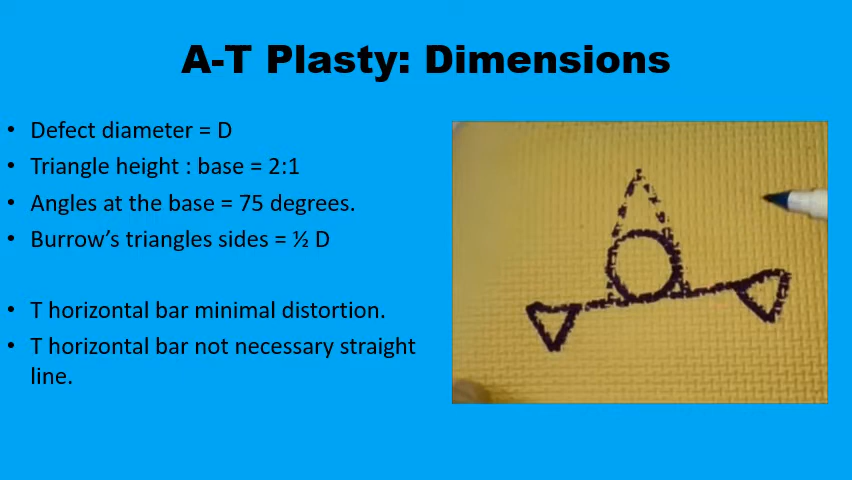 A-T Plasty: Dimensions
• Defect diameter = D
• Triangle height : base = 2:1
• Angles at the base = 75 degrees.
• Burrow’s triangles sides = ½ D
• T horizontal bar minimal distortion.
• T horizontal bar not necessary straight
line.